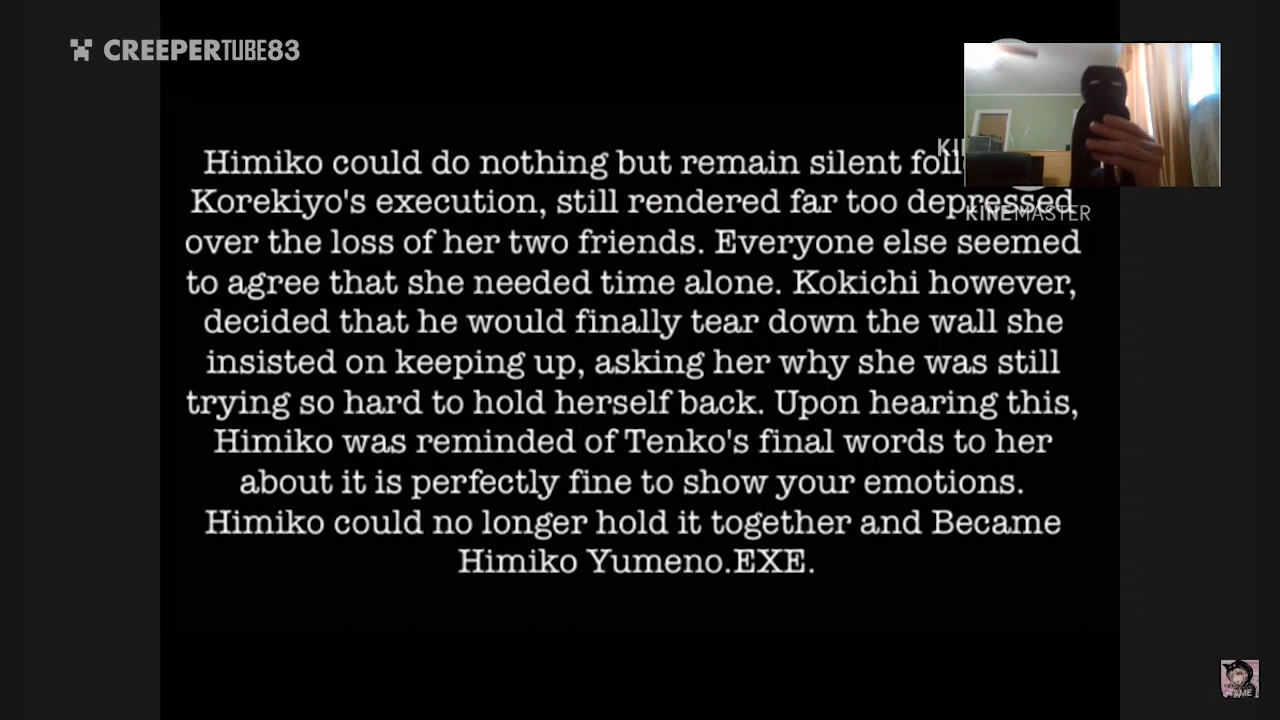 CREEPERTUBE83
Himiko could do nothing but remain silent
Korekiyo's execution, still rendered far too depressed
KINEMASTER
over the loss of her two friends. Everyone else seemed
to agree that she needed time alone. Kokichi however,
decided that he would finally tear down the wall she
insisted on keeping up, asking her why she was still
trying so hard to hold herself back. Upon hearing this,
Himiko was reminded of Tenko's final words to her
about it is perfectly fine to show your emotions.
Himiko could no longer hold it together and Became
Himiko Yumeno.EXE.